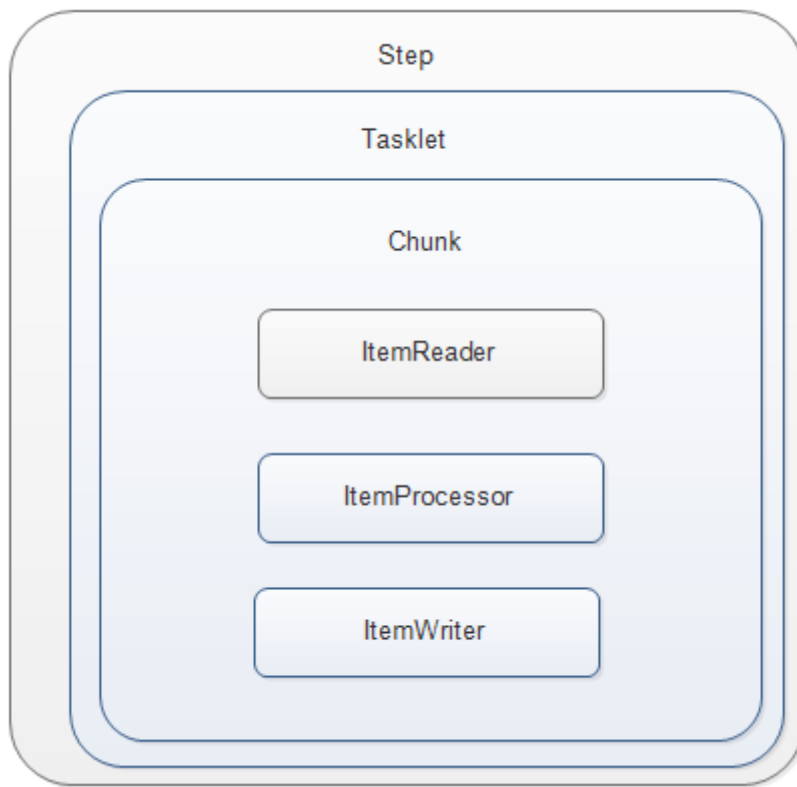 Step
Tasklet
Chunk
ItemReader
ItemProcessor
ItemWriter